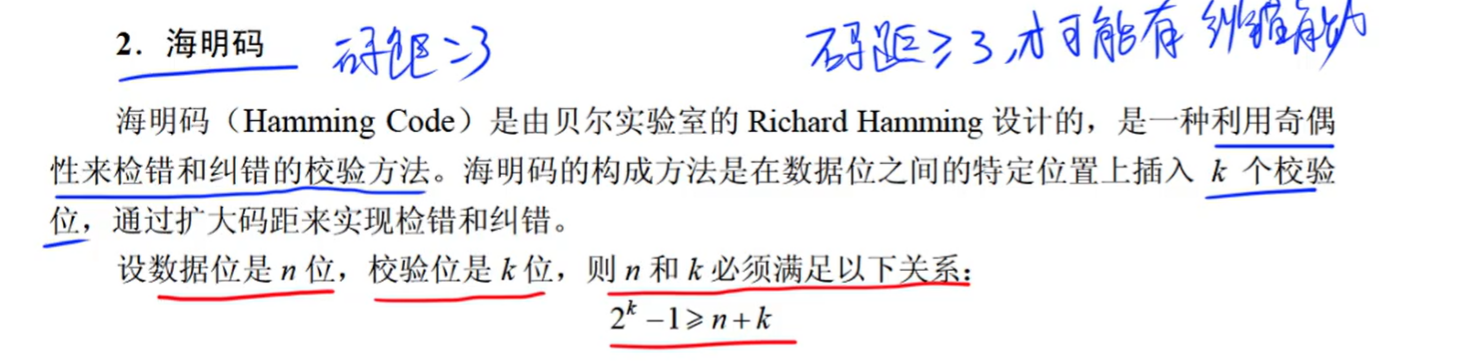 2．海明码 码距=3 码距≥3,才可能有纠错能力
海明码（Hamming Code）是由贝尔实验室的 Richard Hamming 设计的，是一种利用奇偶
性来检错和纠错的校验方法。海明码的构成方法是在数据位之间的特定位置上插入 k 个校验
位，通过扩大码距来实现检错和纠错。
设数据位是 n 位，校验位是 k 位，则 n 和 k 必须满足以下关系：
2ᵏ −1≥n+k